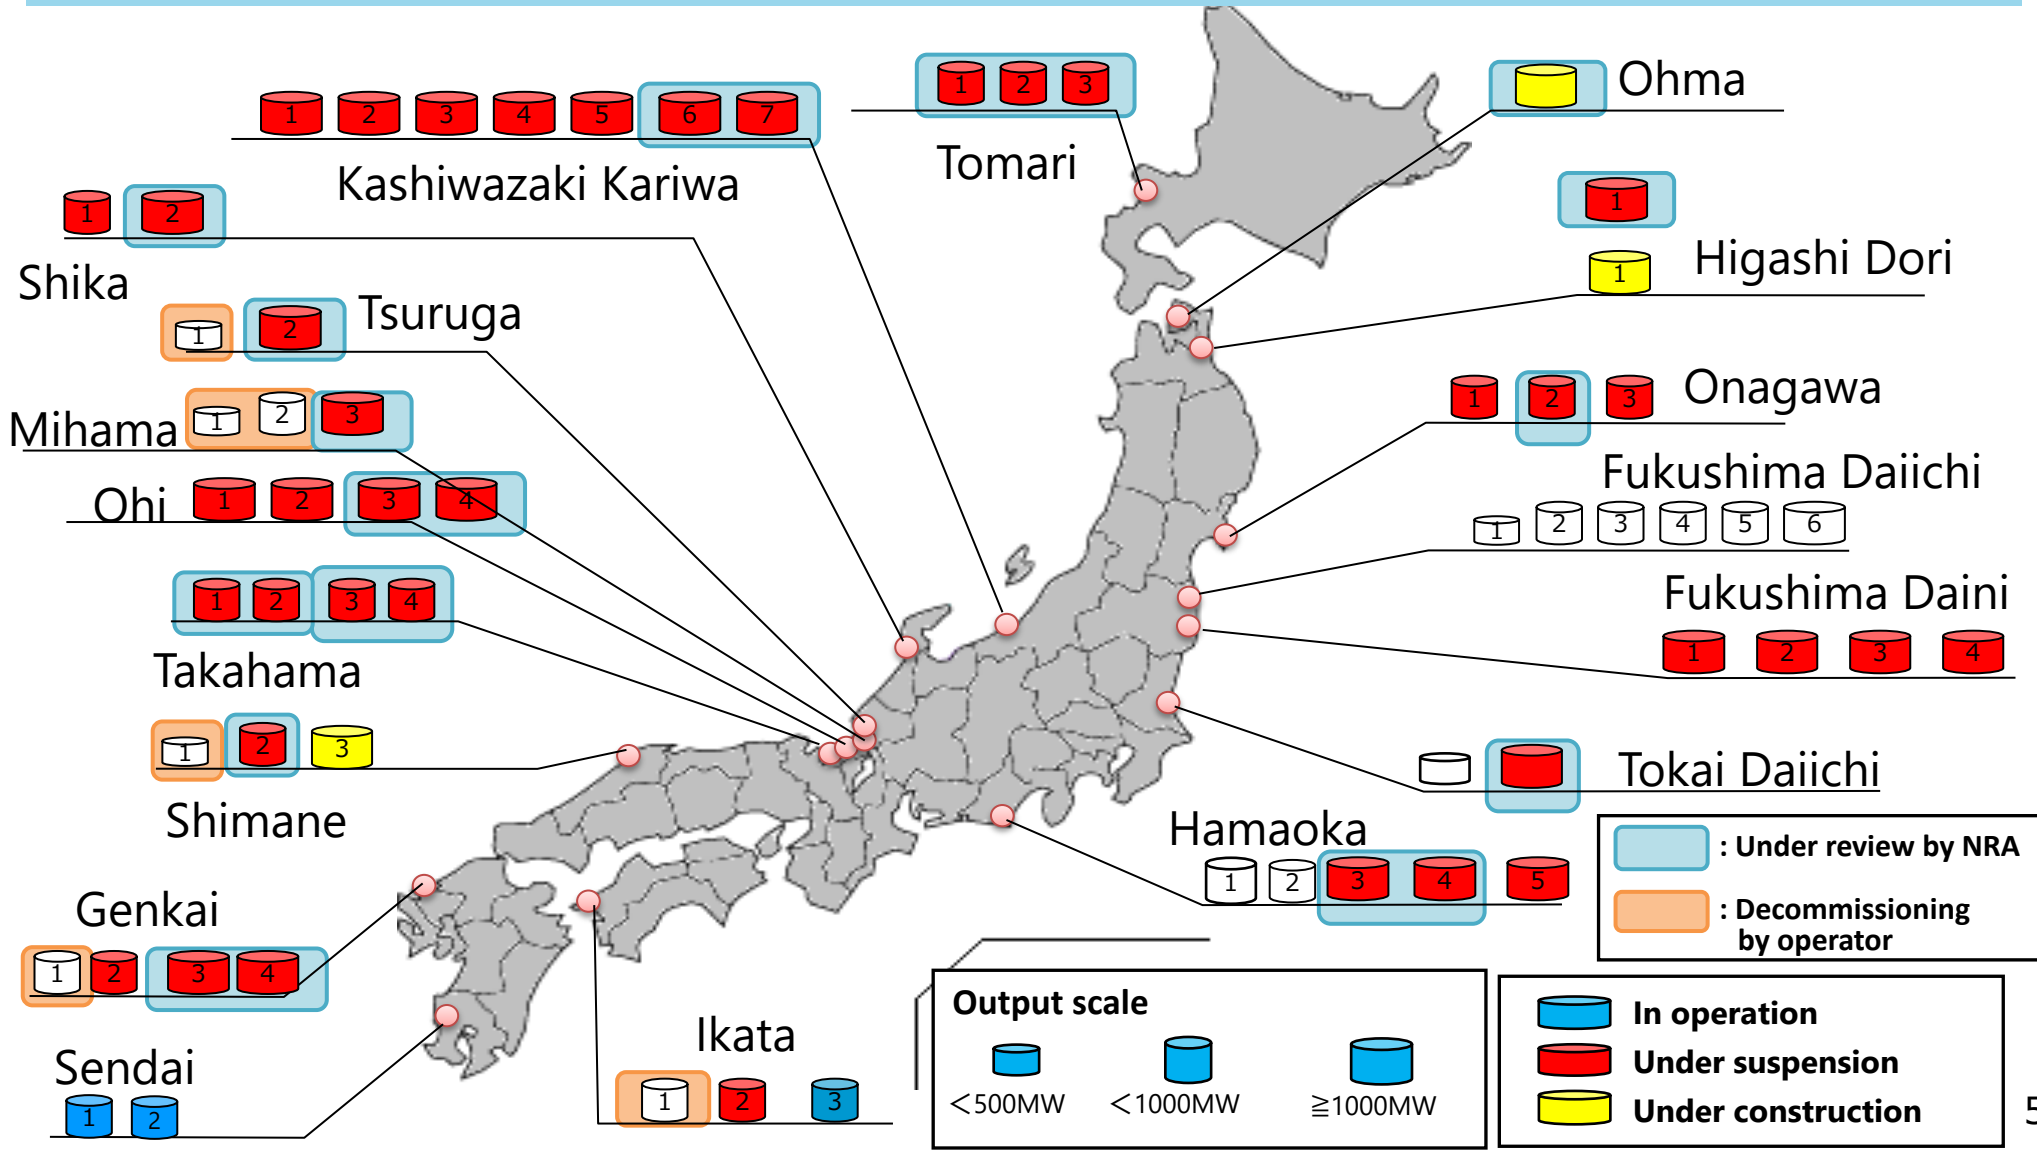 1 2 3 4 5 6 7
Kashiwazaki Kariwa
1 2 3
Tomari
Ohma
1
1
Higashi Dori
1 2
Shika
1 2
Tsuruga
1 2 3
Mihama
1 2 3
Onagawa
Ohi
1 2 3 4
Fukushima Daiichi
1 2 3 4 5 6
1 2 3 4
Takahama
Fukushima Daini
1 2 3 4
1 2 3
Shimane
Tokai Daiichi
Hamaoka
1 2 3 4 5
Genkai
1 2 3 4
Sendai
1 2
Ikata
1 2 3
: Under review by NRA
: Decommissioning
by operator
Output scale
<500MW <1000MW ≧1000MW
In operation
Under suspension
Under construction
5